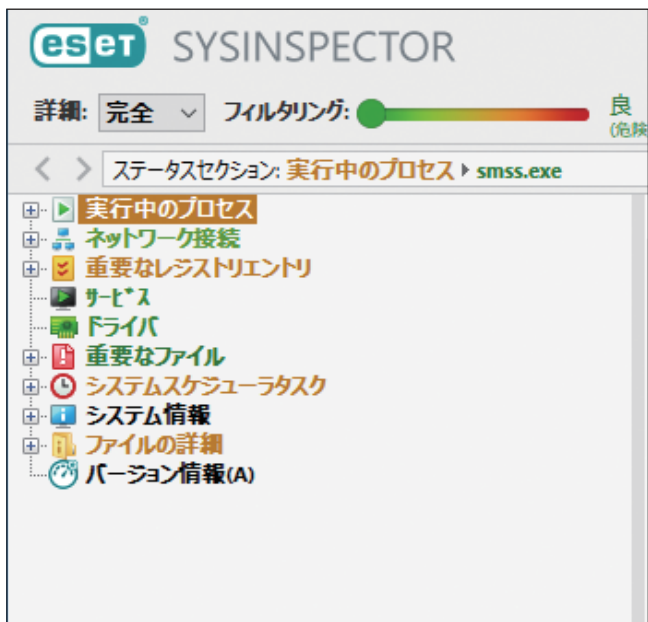 eseT® SYSINSPECTOR
詳細: 完全 フィルタリング: 良
(危険
ステータスセクション: 実行中のプロセス ▸ smss.exe
実行中のプロセス
ネットワーク接続
重要なレジストリエントリ
サービス
ドライバ
重要なファイル
システムスケジューラタスク
システム情報
ファイルの詳細
バージョン情報(A)